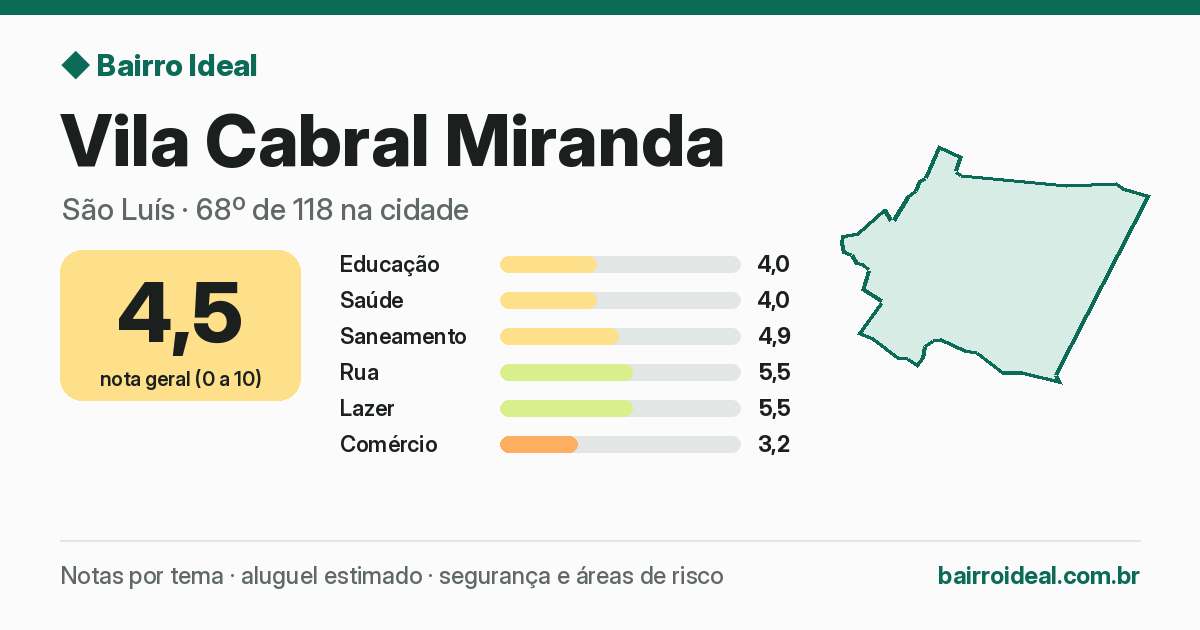 Bairro Ideal
Vila Cabral Miranda
São Luís · 68º de 118 na cidade
4,5
nota geral (0 a 10)
Educação 4,0
Saúde 4,0
Saneamento 4,9
Rua 5,5
Lazer 5,5
Comércio 3,2
Notas por tema · aluguel estimado · segurança e áreas de risco
bairroideal.com.br